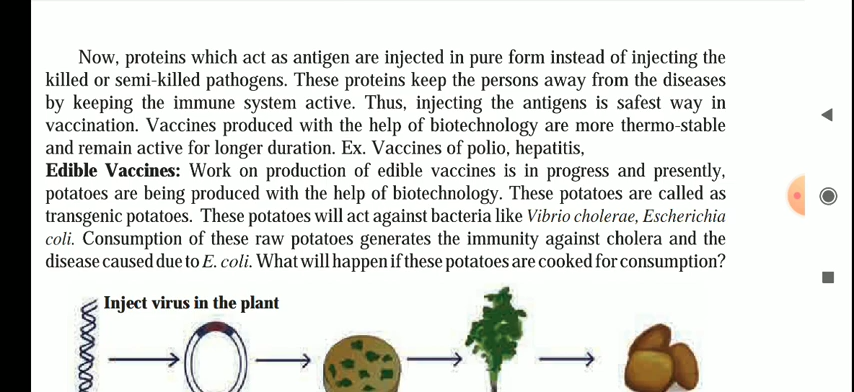 Now, proteins which act as antigen are injected in pure form instead of injecting the
killed or semi-killed pathogens. These proteins keep the persons away from the diseases
by keeping the immune system active. Thus, injecting the antigens is safest way in
vaccination. Vaccines produced with the help of biotechnology are more thermo-stable
and remain active for longer duration. Ex. Vaccines of polio, hepatitis,
Edible Vaccines: Work on production of edible vaccines is in progress and presently,
potatoes are being produced with the help of biotechnology. These potatoes are called as
transgenic potatoes. These potatoes will act against bacteria like Vibrio cholerae, Escherichia
coli. Consumption of these raw potatoes generates the immunity against cholera and the
disease caused due to E. coli. What will happen if these potatoes are cooked for consumption?
Inject virus in the plant